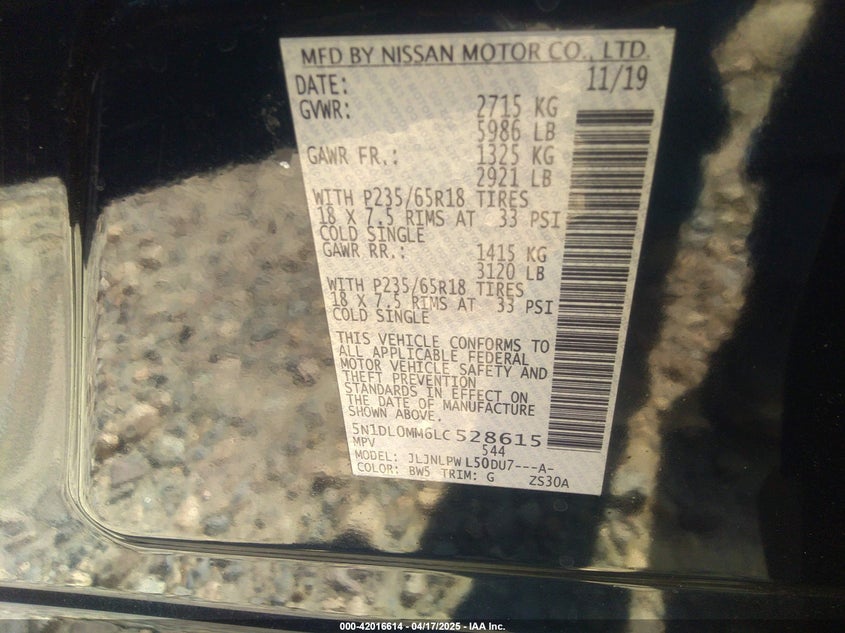 MFD BY NISSAN MOTOR CO., LTD.
DATE: 11/19
GVWR: 2715 KG
5986 LB
GAWR FR.: 1325 KG
2921 LB
WITH P235/65R18 TIRES
18 X 7.5 RIMS AT 33 PSI
COLD SINGLE
GAWR RR.: 1415 KG
3120 LB
WITH P235/65R18 TIRES
18 X 7.5 RIMS AT 33 PSI
COLD SINGLE
THIS VEHICLE CONFORMS TO
ALL APPLICABLE FEDERAL
MOTOR VEHICLE SAFETY AND
THEFT PREVENTION
STANDARDS IN EFFECT ON
THE DATE OF MANUFACTURE
SHOWN ABOVE.
5N1DL0MM6LC528615
MPV 544
MODEL: JLJNLPW L50DU7---A-
COLOR: BW5 TRIM: G ZS30A
000-42016614 - 04/17/2025 - IAA Inc.